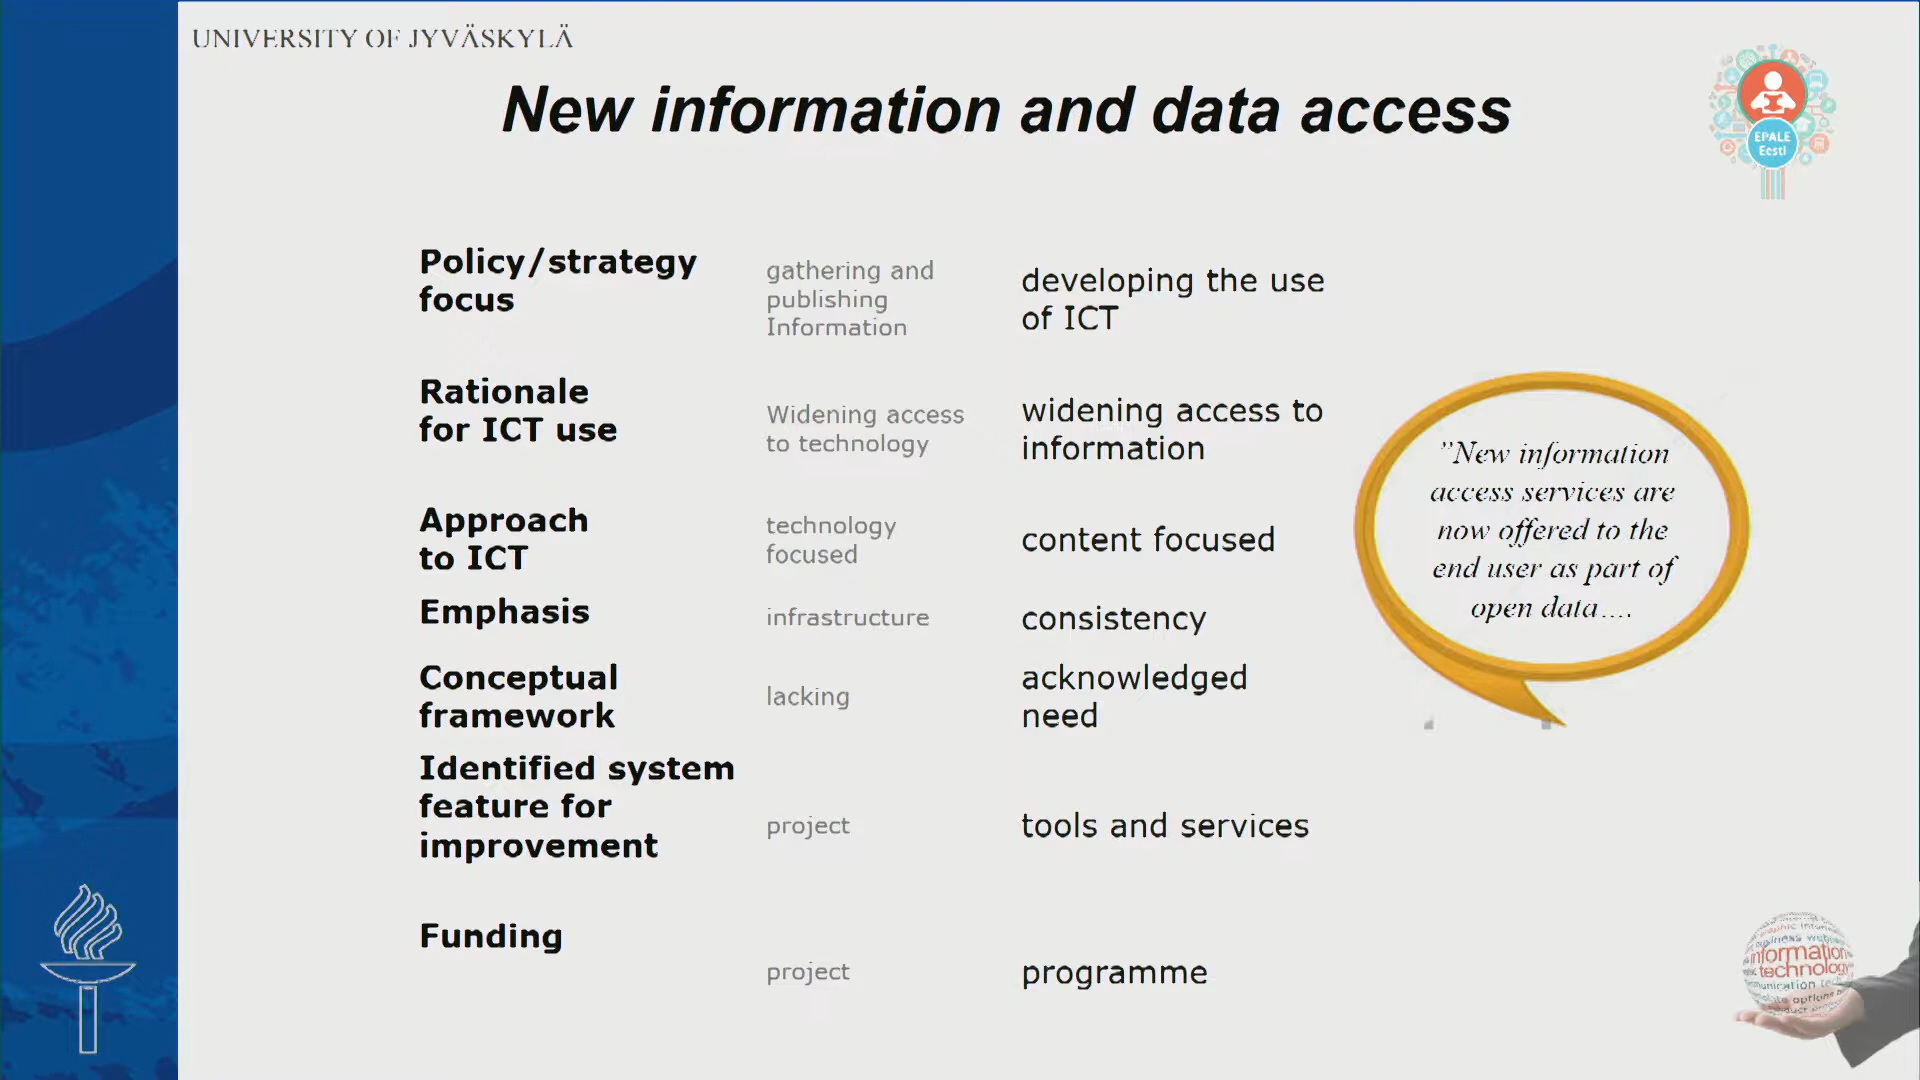 UNIVERSITY OF JYVÄSKYLÄ
New information and data access
EPALE
Eesti
Policy/strategy
focus
gathering and
publishing
Information
developing the use
of ICT
Rationale
for ICT use
Widening access
to technology
widening access to
information
Approach
to ICT
technology
focused
content focused
Emphasis
infrastructure
consistency
Conceptual
framework
lacking
acknowledged
need
Identified system
feature for
improvement
project
tools and services
Funding
project
programme
”New information
access services are
now offered to the
end user as part of
open data….
information
technology